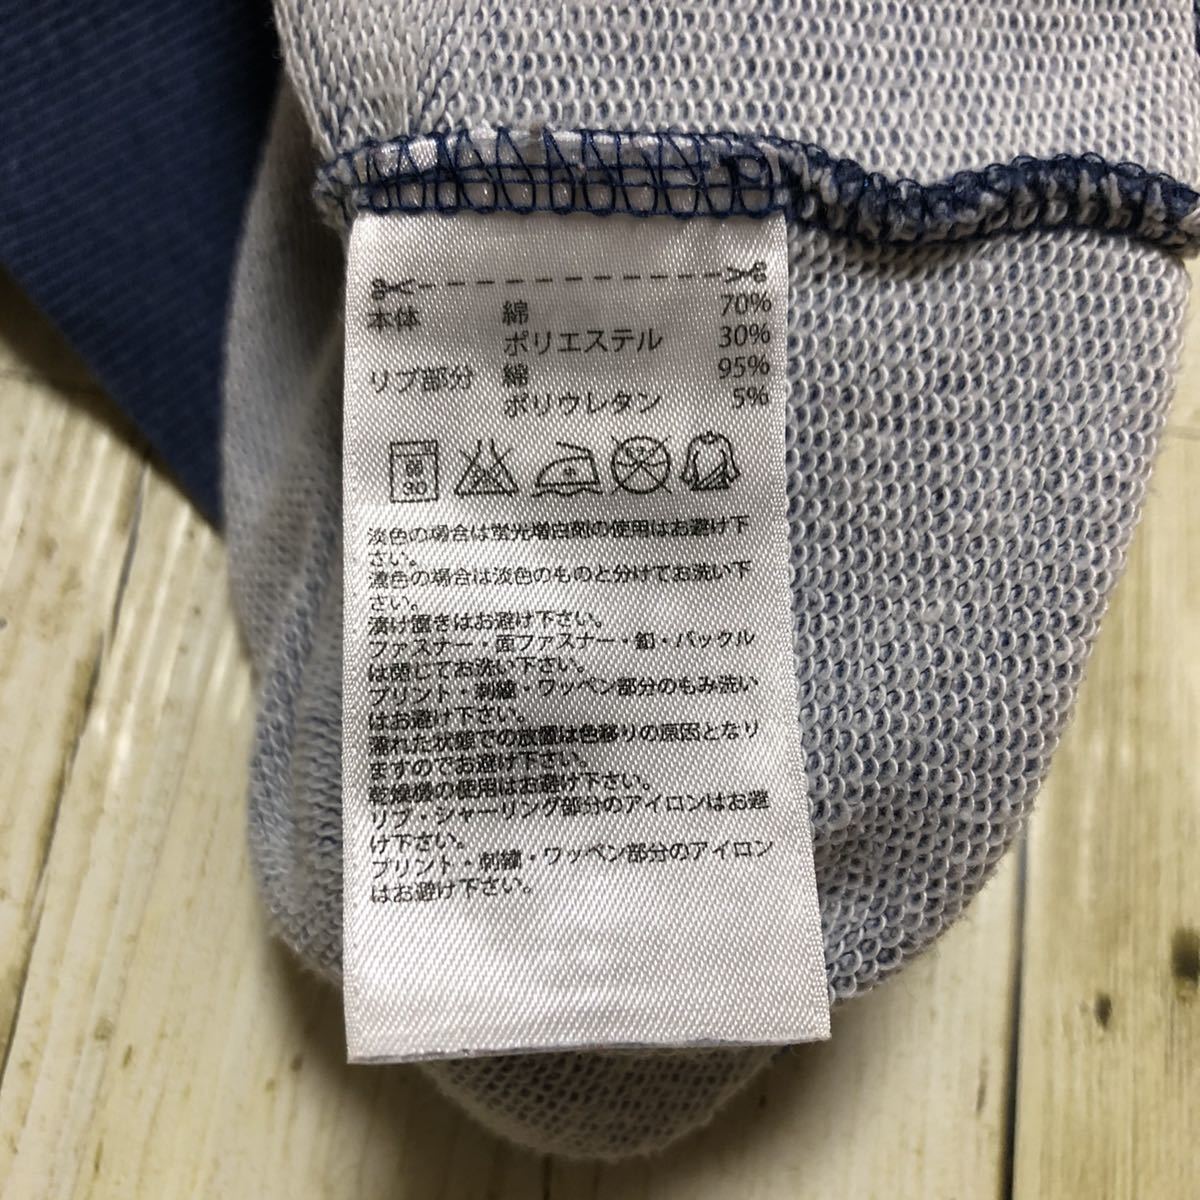 本体 綿 70%
ポリエステル 30%
リブ部分 綿 95%
ポリウレタン 5%
淡色の場合は蛍光増白剤の使用はお避け下
さい。
濃色の場合は淡色のものと分けてお洗い下
さい。
漬け置きはお避け下さい。
ファスナー・面ファスナー・釦・バックル
は閉じてお洗い下さい。
プリント・刺繍・ワッペン部分のもみ洗い
はお避け下さい。
濡れた状態での放置は色移りの原因となり
ますのでお避け下さい。
乾燥機の使用はお避け下さい。
リブ・シャーリング部分のアイロンはお避
け下さい。
プリント・刺繍・ワッペン部分のアイロン
はお避け下さい。